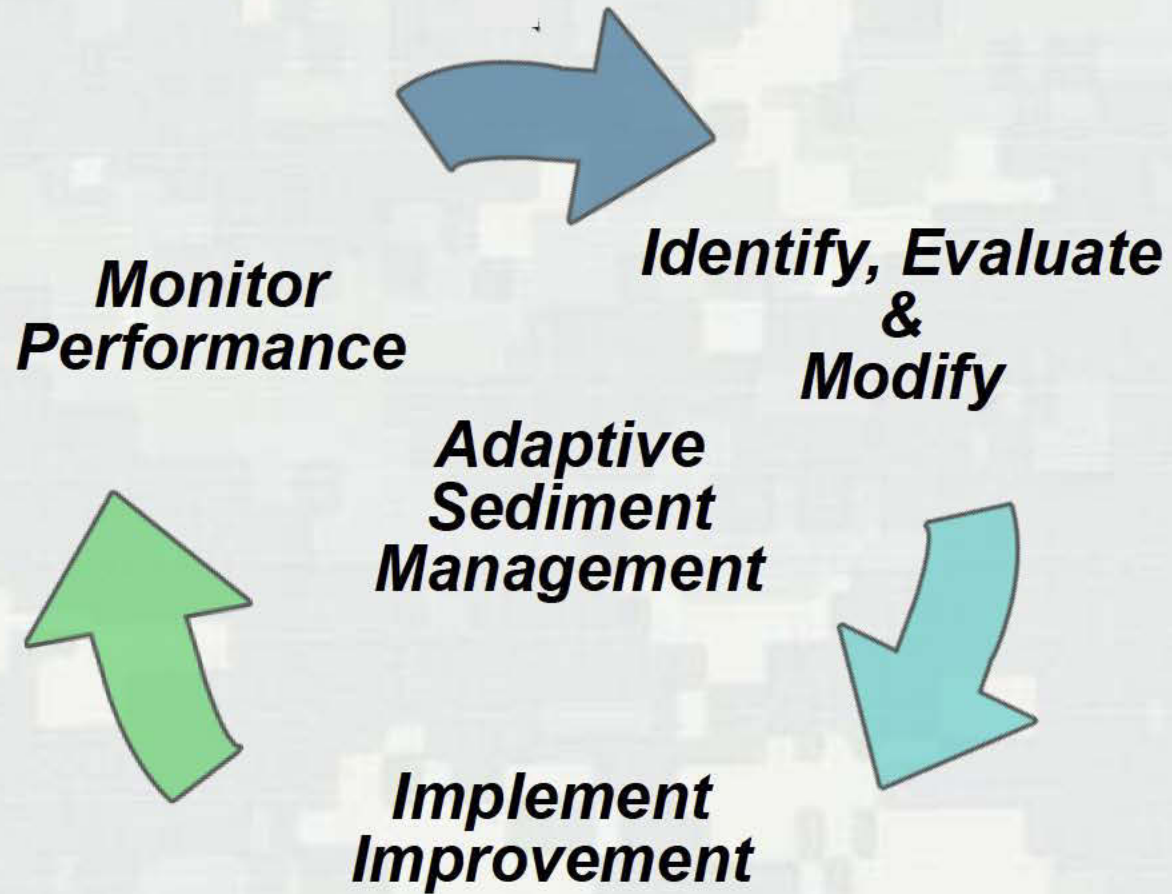 Monitor
Performance
Identify, Evaluate
&
Modify
Adaptive
Sediment
Management
Implement
Improvement